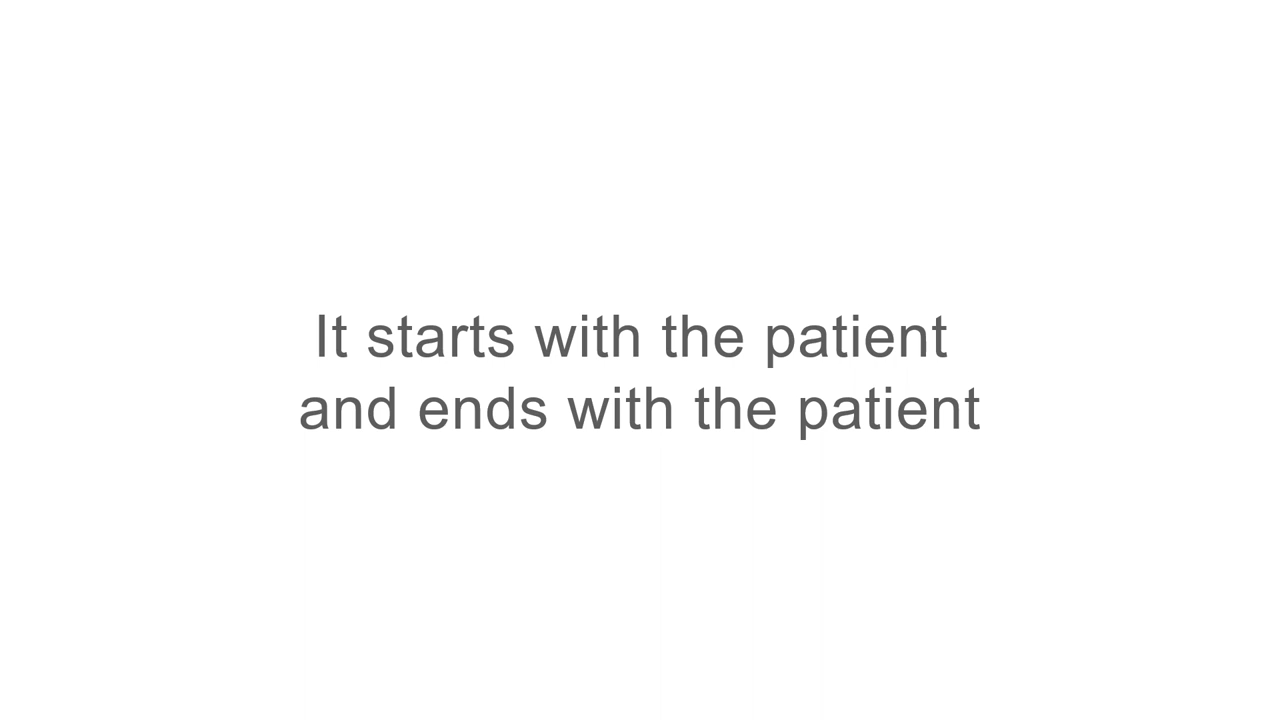 It starts with the patient
and ends with the patient